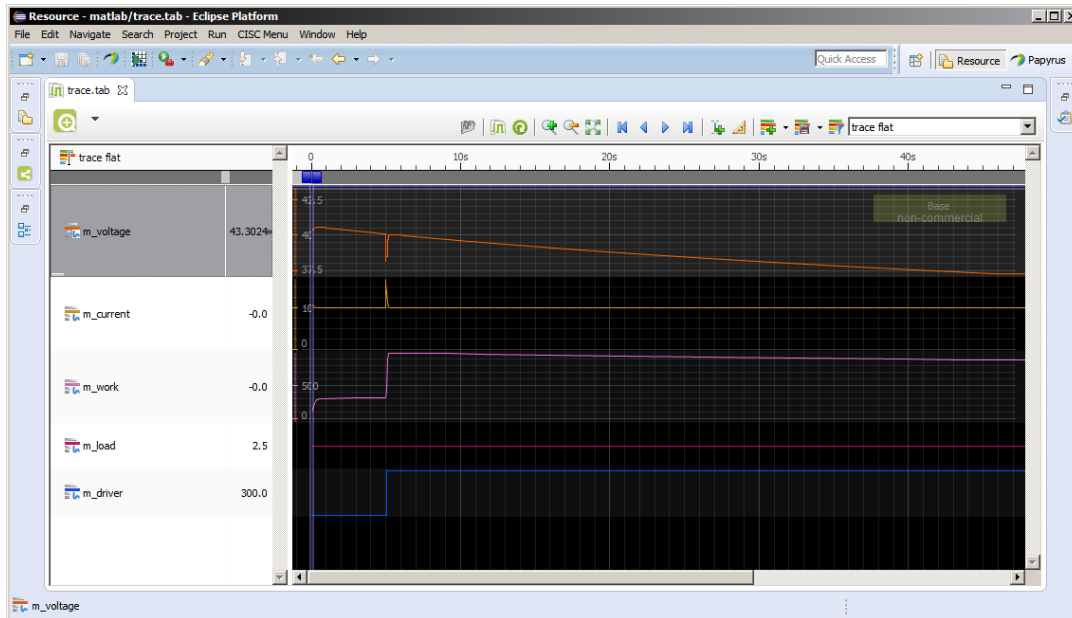 Resource - matlab/trace.tab - Eclipse Platform
File Edit Navigate Search Project Run CISC Menu Window Help
Quick Access
Resource
Papyrus
trace.tab
trace flat
trace flat
0 10s 20s 30s 40s
m_voltage 43.3024
42.5
40
37.5
Base
non-commercial
m_current -0.0
10
0
m_work -0.0
500
0
m_load 2.5
m_driver 300.0
m_voltage